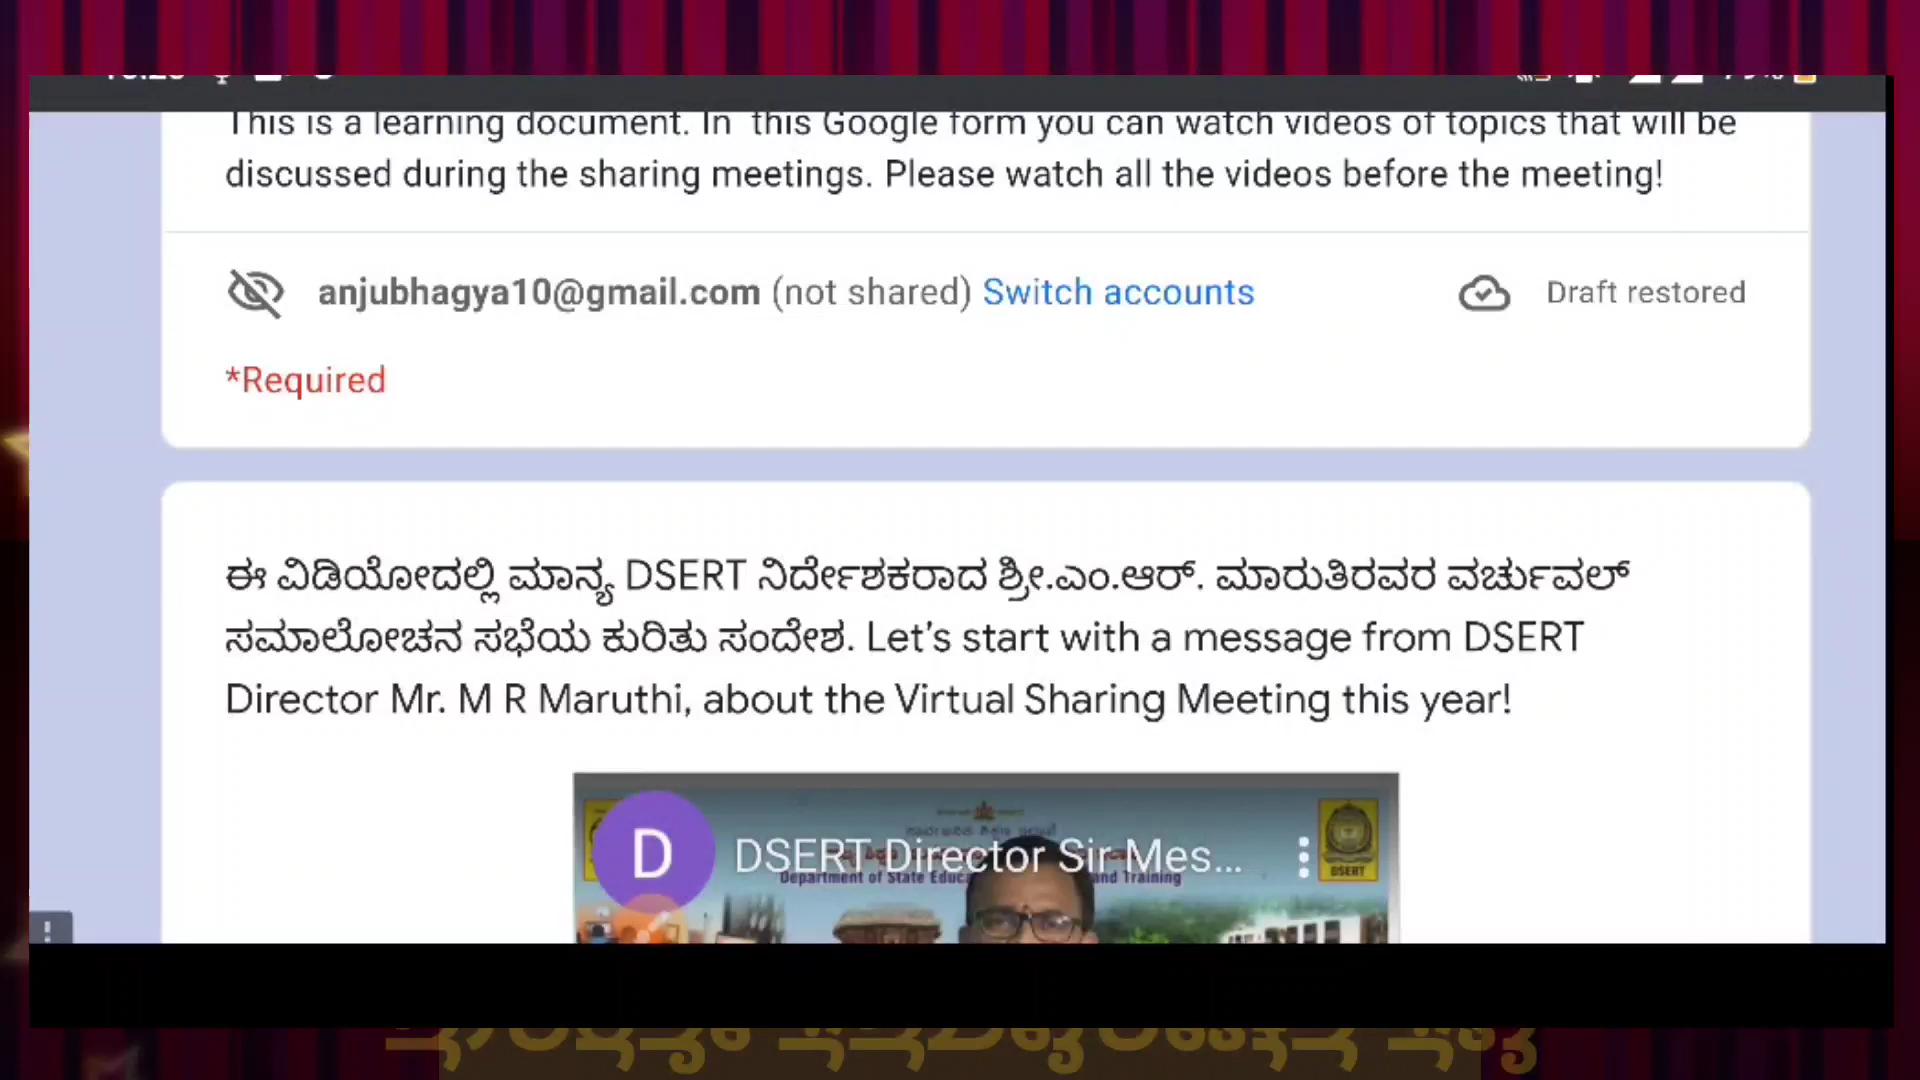 This is a learning document. In this Google form you can watch videos of topics that will be
discussed during the sharing meetings. Please watch all the videos before the meeting!
anjubhagya10@gmail.com (not shared) Switch accounts
Draft restored
*Required
ಈ ವಿಡಿಯೋದಲ್ಲಿ ಮಾನ್ಯ DSERT ನಿರ್ದೇಶಕರಾದ ಶ್ರೀ.ಎಂ.ಆರ್. ಮಾರುತಿರವರ ವರ್ಚುವಲ್
ಸಮಾಲೋಚನ ಸಭೆಯ ಕುರಿತು ಸಂದೇಶ. Let's start with a message from DSERT
Director Mr. M R Maruthi, about the Virtual Sharing Meeting this year!
D DSERT Director Sir Mes...
Department of State Educa and Training
DSERT